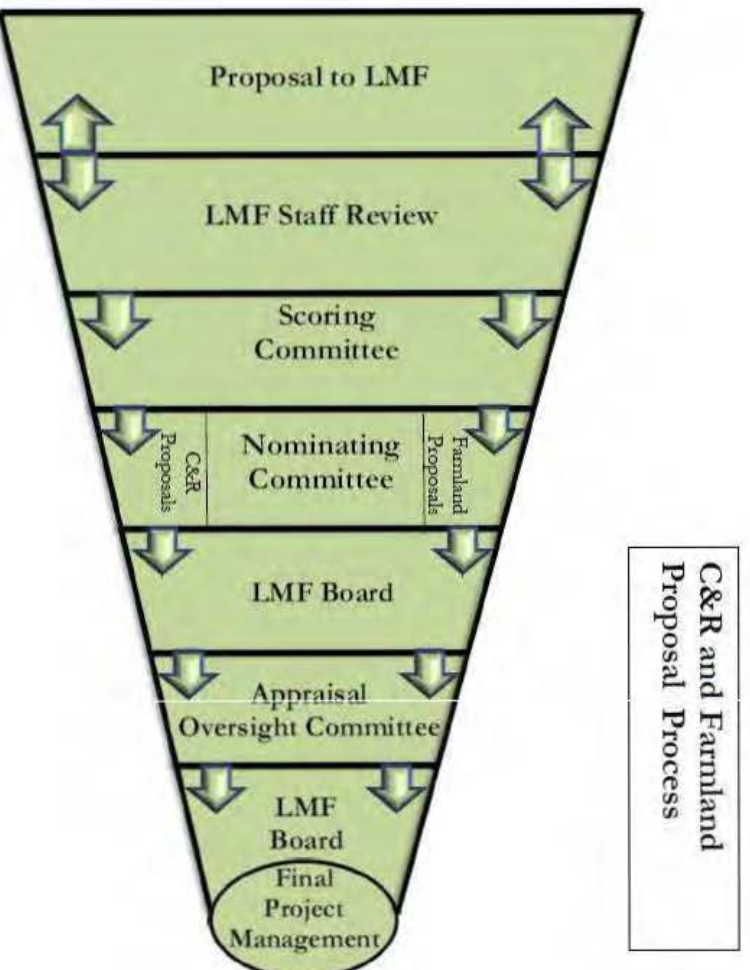 Proposal to LMF
LMF Staff Review
Scoring
Committee
C&R
Proposals
Nominating
Committee
Farmland
Proposals
LMF Board
Appraisal
Oversight Committee
LMF
Board
Final
Project
Management
C&R and Farmland
Proposal Process